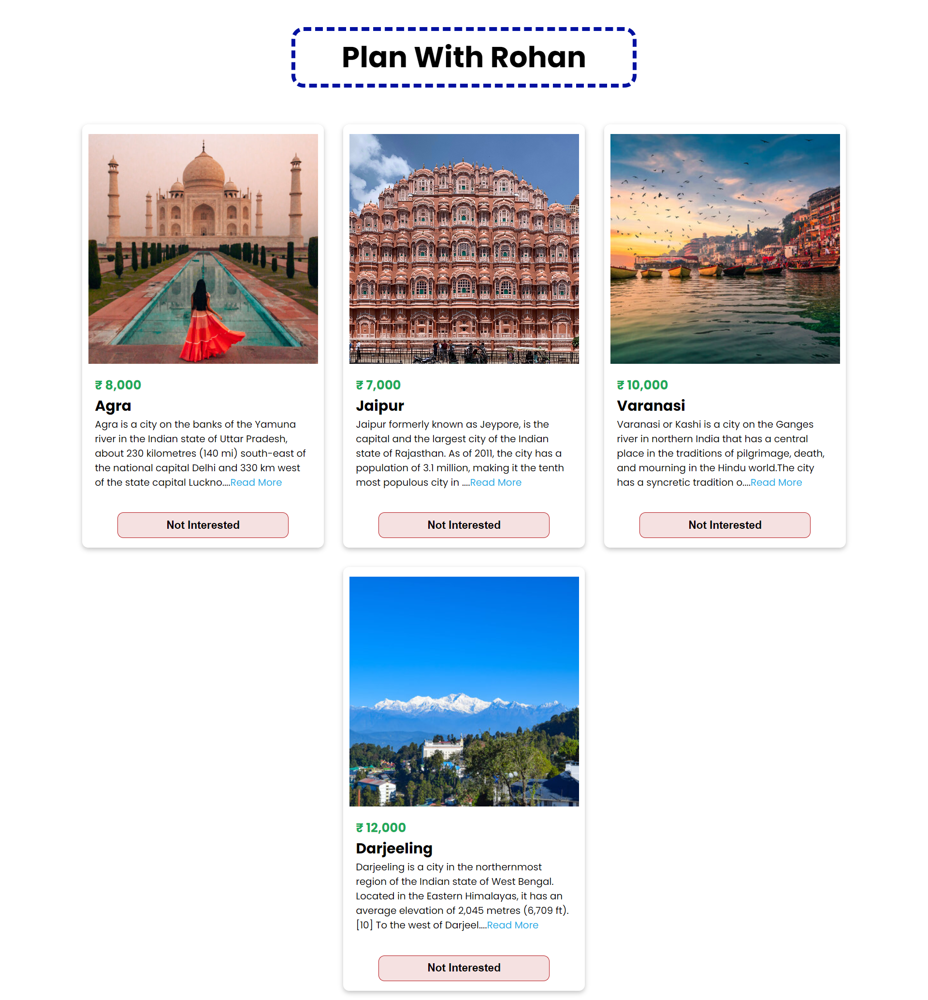 Plan With Rohan
₹ 8,000
Agra
Agra is a city on the banks of the Yamuna
river in the Indian state of Uttar Pradesh,
about 230 kilometres (140 mi) south-east of
the national capital Delhi and 330 km west
of the state capital Luckno....Read More
Not Interested
₹ 7,000
Jaipur
Jaipur formerly known as Jeypore, is the
capital and the largest city of the Indian
state of Rajasthan. As of 2011, the city has a
population of 3.1 million, making it the tenth
most populous city in ....Read More
Not Interested
₹ 10,000
Varanasi
Varanasi or Kashi is a city on the Ganges
river in northern India that has a central
place in the traditions of pilgrimage, death,
and mourning in the Hindu world.The city
has a syncretic tradition o....Read More
Not Interested
₹ 12,000
Darjeeling
Darjeeling is a city in the northernmost
region of the Indian state of West Bengal.
Located in the Eastern Himalayas, it has an
average elevation of 2,045 metres (6,709 ft).
[10] To the west of Darjeel....Read More
Not Interested